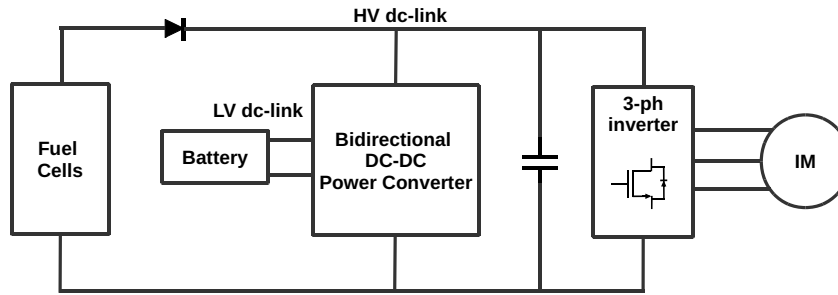 HV dc-link
LV dc-link
Fuel
Cells
Battery
Bidirectional
DC-DC
Power Converter
3-ph
inverter
IM